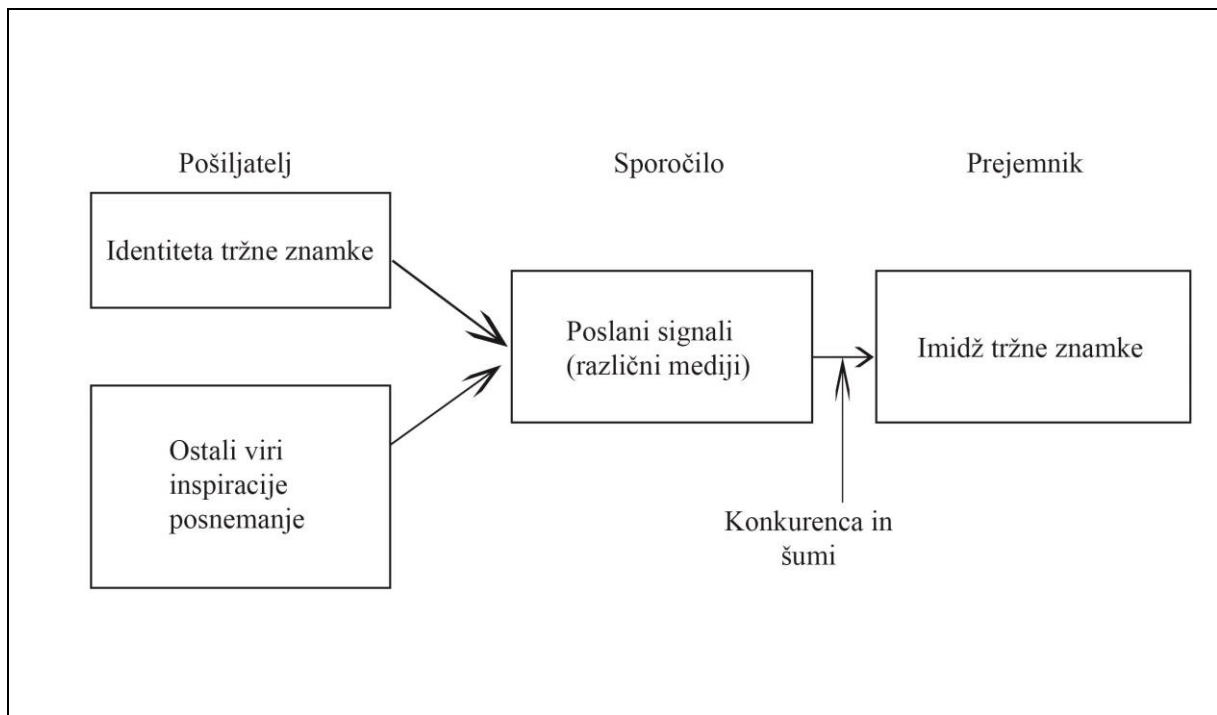 Pošiljatelj
Sporočilo
Prejemnik
Identiteta tržne znamke
Poslani signali
(različni mediji)
Imidž tržne znamke
Ostali viri
inspiracije
posnemanje
Konkurenca in
šumi